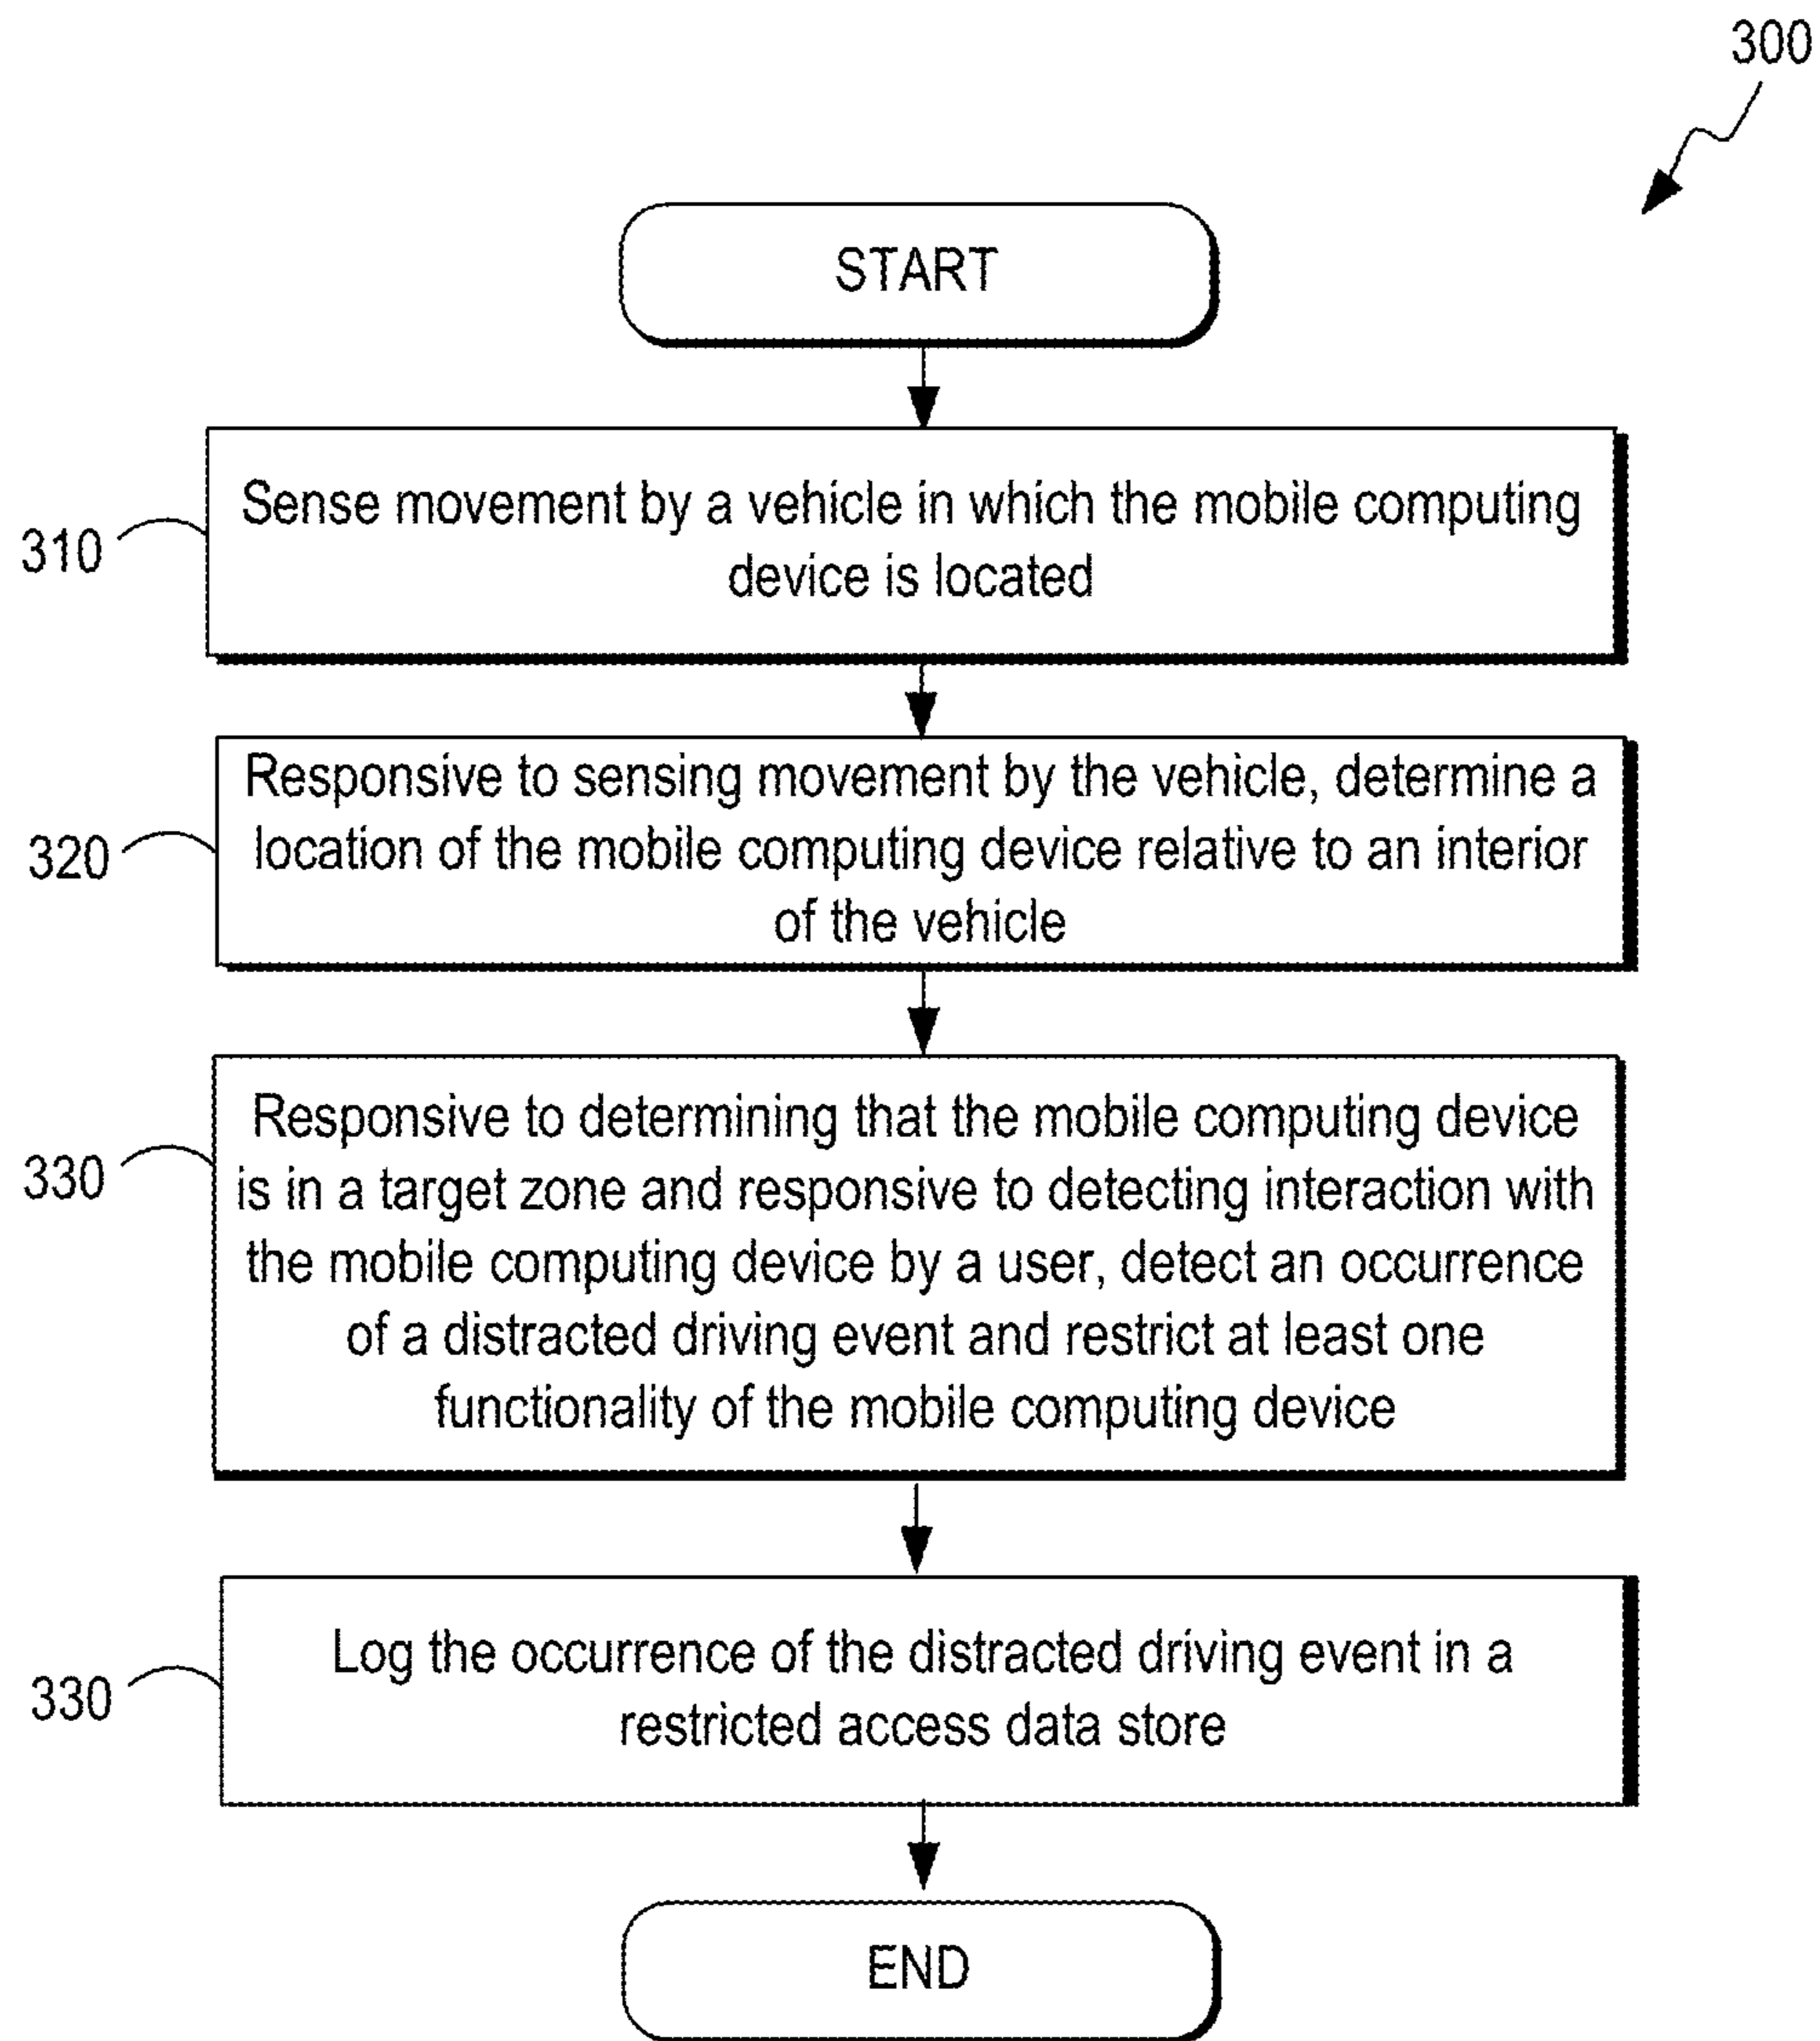 300
START
310
Sense movement by a vehicle in which the mobile computing
device is located
320
Responsive to sensing movement by the vehicle, determine a
location of the mobile computing device relative to an interior
of the vehicle
330
Responsive to determining that the mobile computing device
is in a target zone and responsive to detecting interaction with
the mobile computing device by a user, detect an occurrence
of a distracted driving event and restrict at least one
functionality of the mobile computing device
330
Log the occurrence of the distracted driving event in a
restricted access data store
END